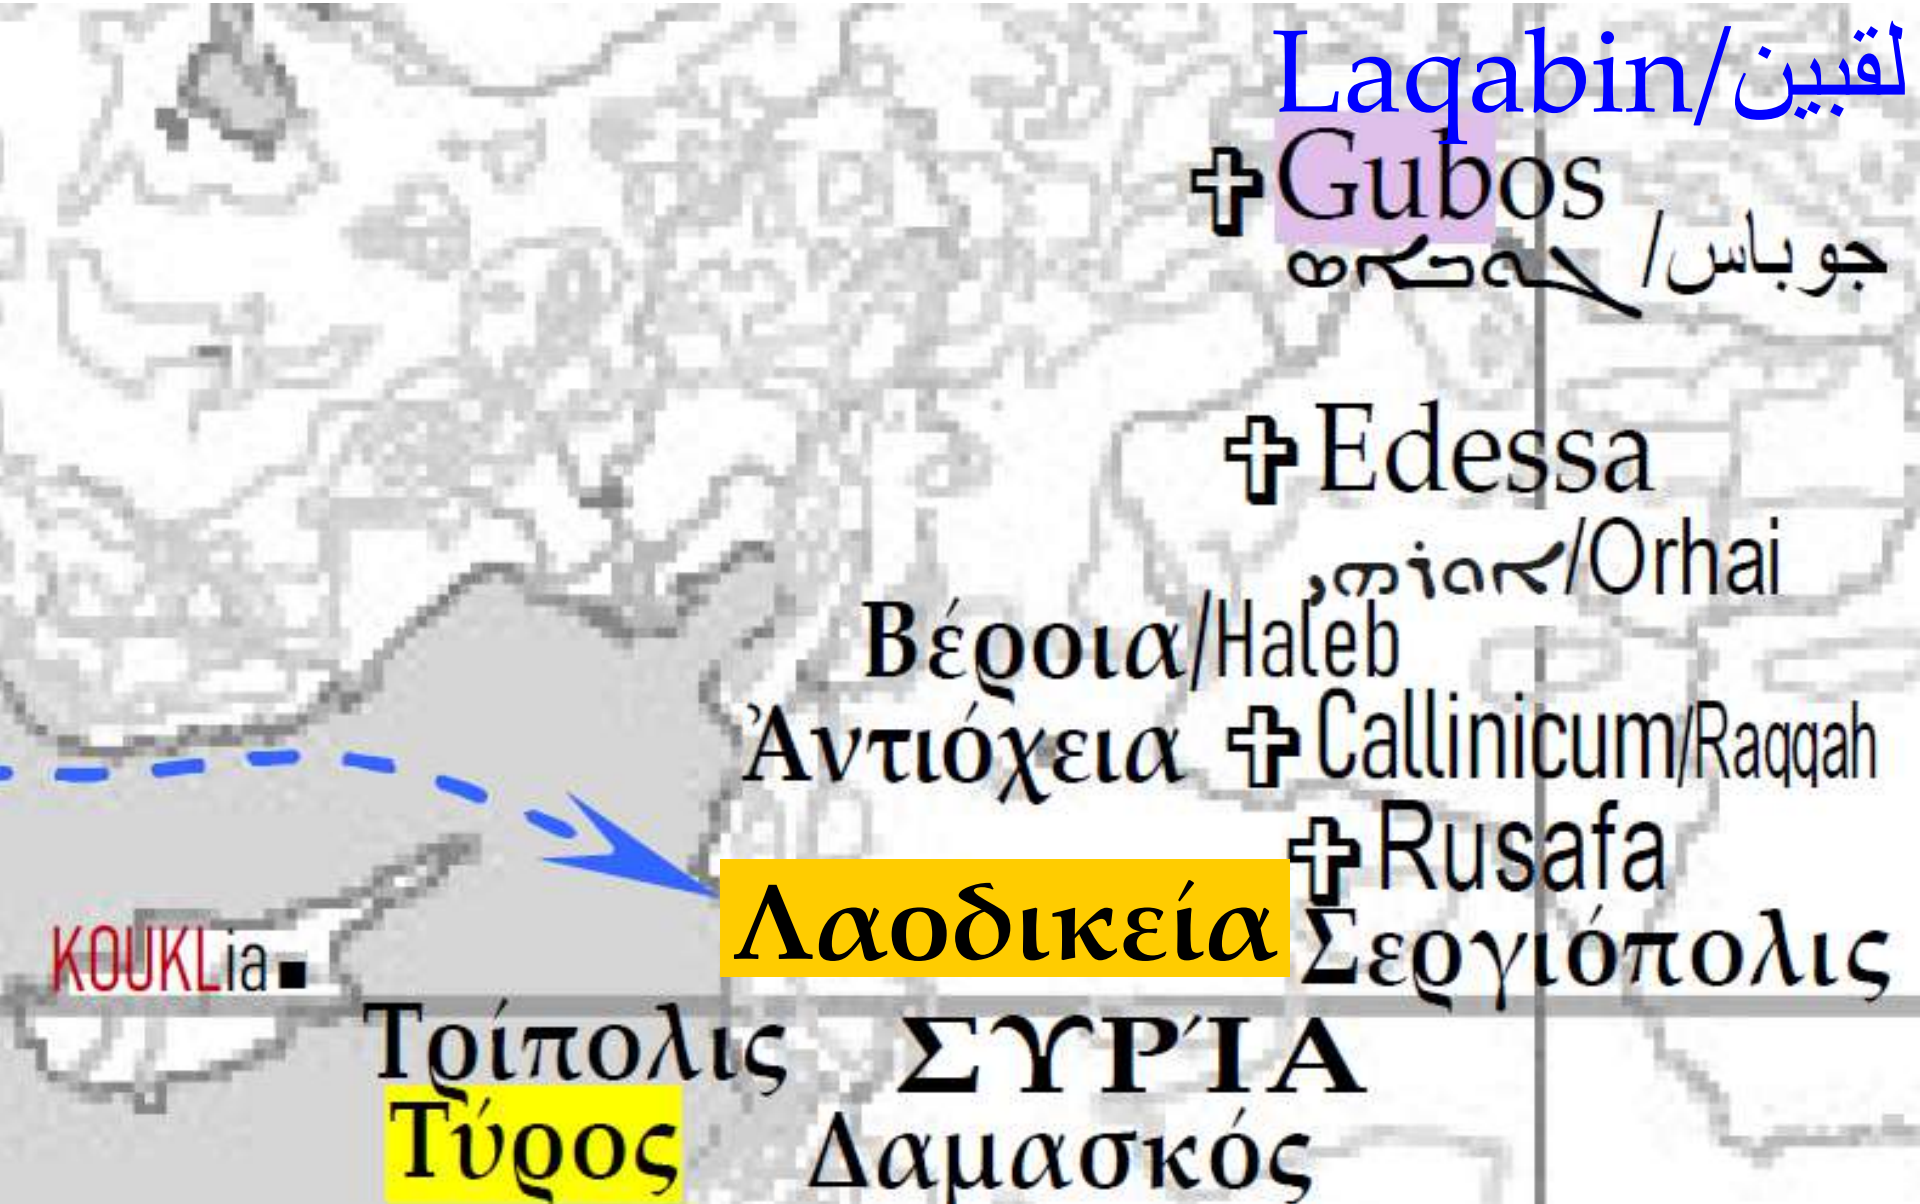 Laqabin/لقبين
Gubos
ܓܘܒܐܣ/جوباس
Edessa
ܐܘܪܗܝ/Orhai
Βέροια/Haleb
Ἀντιόχεια
Callinicum/Raqqah
Rusafa
Λαοδικεία
Σεργιόπολις
KOUKLia
Τρίπολις
ΣΥΡΊΑ
Τύρος
Δαμασκός